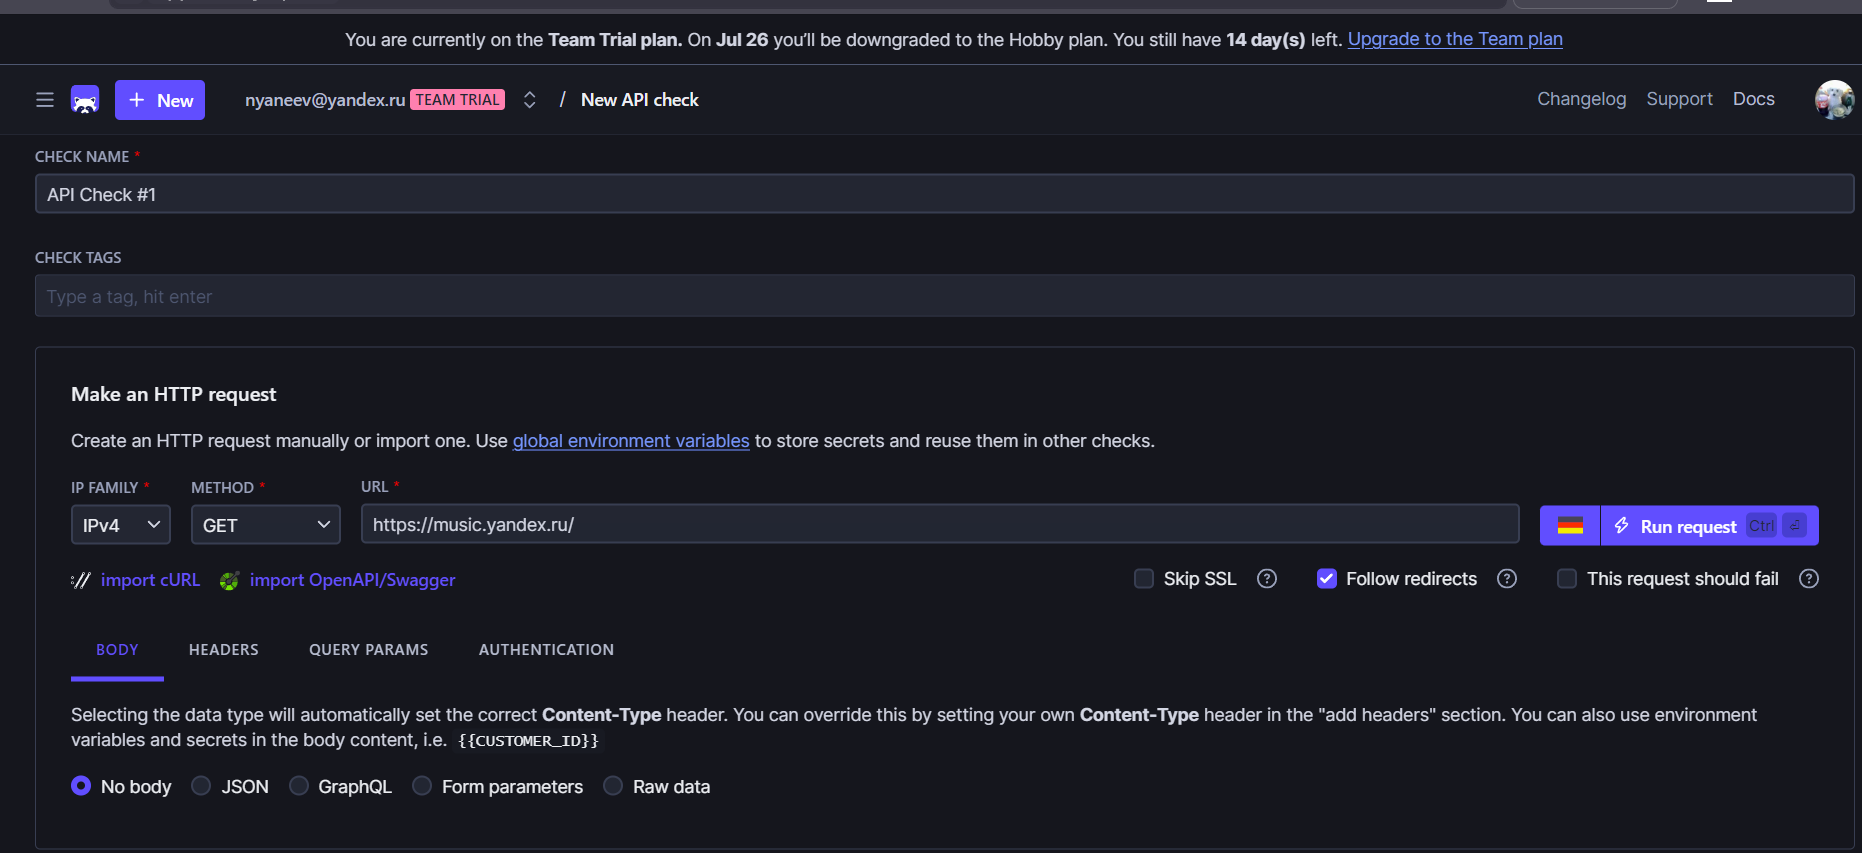 You are currently on the Team Trial plan. On Jul 26 you'll be downgraded to the Hobby plan. You still have 14 day(s) left. Upgrade to the Team plan
+ New nyaneev@yandex.ru TEAM TRIAL / New API check Changelog Support Docs
CHECK NAME *
API Check #1
CHECK TAGS
Type a tag, hit enter
Make an HTTP request
Create an HTTP request manually or import one. Use global environment variables to store secrets and reuse them in other checks.
IP FAMILY * METHOD * URL *
IPv4 GET https://music.yandex.ru/ Run request Ctrl ⏎
import cURL import OpenAPI/Swagger Skip SSL ? Follow redirects ? This request should fail ?
BODY HEADERS QUERY PARAMS AUTHENTICATION
Selecting the data type will automatically set the correct Content-Type header. You can override this by setting your own Content-Type header in the "add headers" section. You can also use environment
variables and secrets in the body content, i.e. {{CUSTOMER_ID}}
No body JSON GraphQL Form parameters Raw data